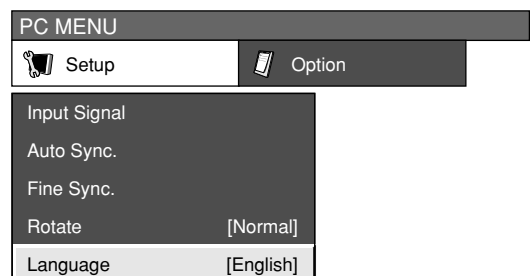 PC MENU
Setup Option
Input Signal
Auto Sync.
Fine Sync.
Rotate [Normal]
Language [English]